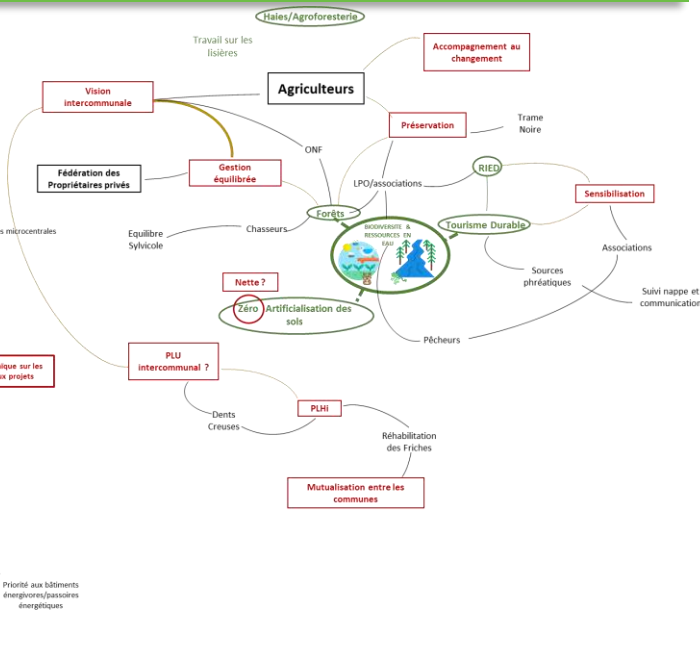 Haies/Agroforesterie
Travail sur les
lisières
Accompagnement au
changement
Vision
intercommunale
Agriculteurs
Préservation
Trame
Noire
ONF
Fédération des
Propriétaires privés
Gestion
équilibrée
LPO/associations
RIED
Sensibilisation
Forêts
Chasseurs
Equilibre
Sylvicole
BIODIVERSITE &
RESSOURCES EN
EAU
Tourisme Durable
s microcentrales
Associations
Sources
phréatiques
Suivi nappe et
communication
Nette ?
Zéro Artificialisation des
sols
Pêcheurs
PLU
intercommunal ?
ique sur les
x projets
PLHi
Dents
Creuses
Réhabilitation
des Friches
Mutualisation entre les
communes
Priorité aux bâtiments
énergivores/passoires
énergétiques